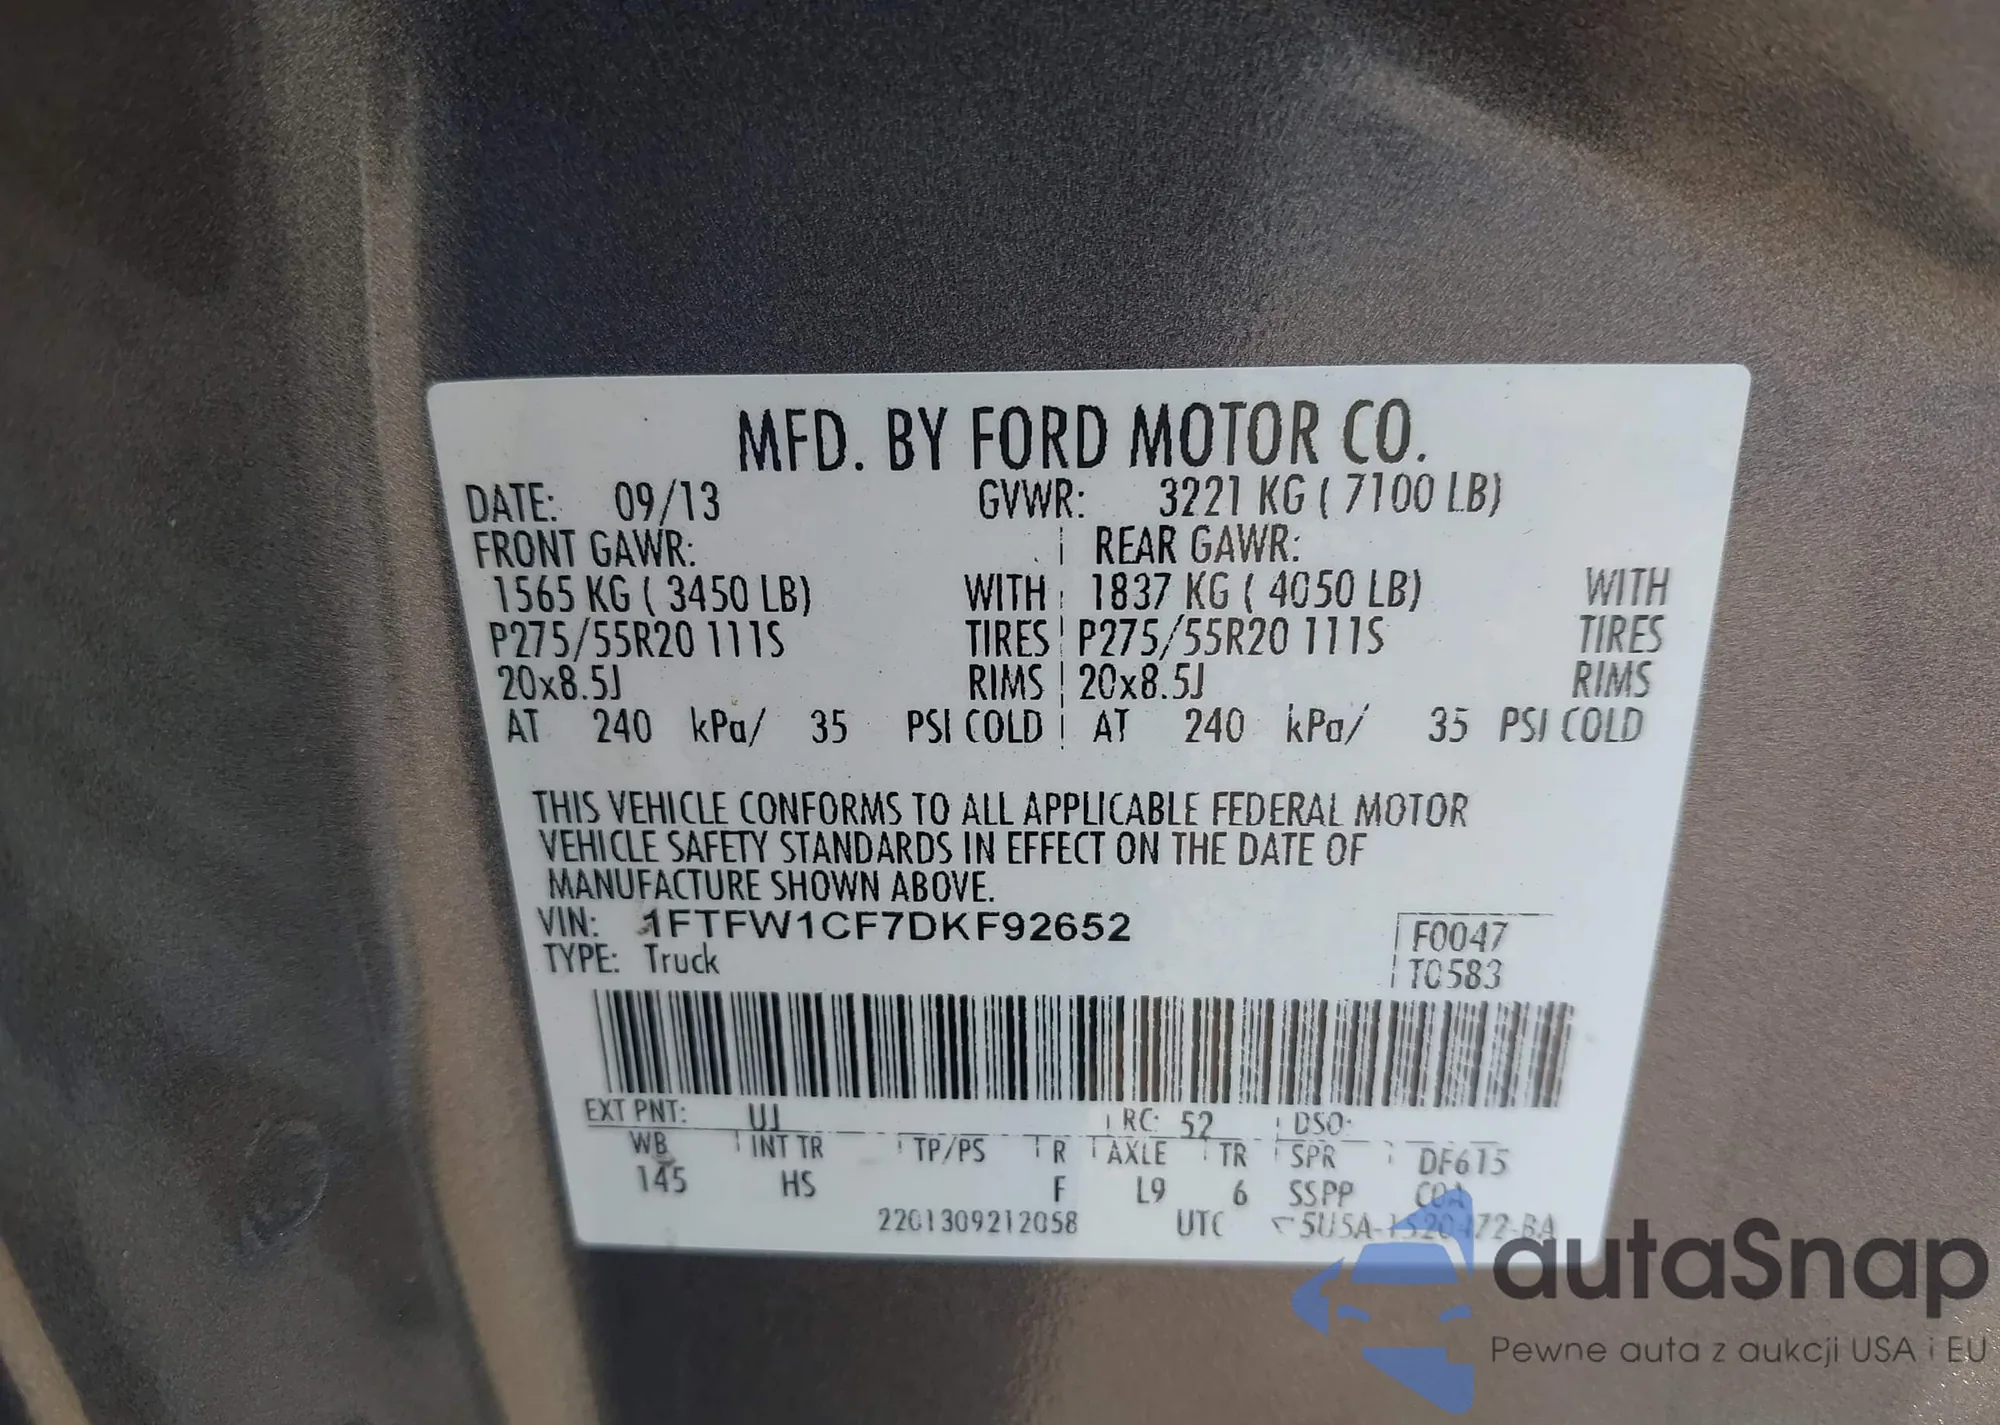 MFD. BY FORD MOTOR CO.
DATE: 09/13 GVWR: 3221 KG ( 7100 LB)
FRONT GAWR: REAR GAWR:
1565 KG ( 3450 LB) WITH 1837 KG ( 4050 LB) WITH
P275/55R20 111S TIRES P275/55R20 111S TIRES
20x8.5J RIMS 20x8.5J RIMS
AT 240 kPa/ 35 PSI COLD AT 240 kPa/ 35 PSI COLD
THIS VEHICLE CONFORMS TO ALL APPLICABLE FEDERAL MOTOR
VEHICLE SAFETY STANDARDS IN EFFECT ON THE DATE OF
MANUFACTURE SHOWN ABOVE.
VIN: 1FTFW1CF7DKF92652
TYPE: Truck
F0047
T0583
EXT PNT: UJ RC: 52 DSO:
WB INT TR TP/PS R AXLE TR SPR DF615
145 HS F L9 6 SSPP C0A
2201309212058 UTC 5U5A-1520472-BA
autaSnap
Pewne auta z aukcji USA i EU